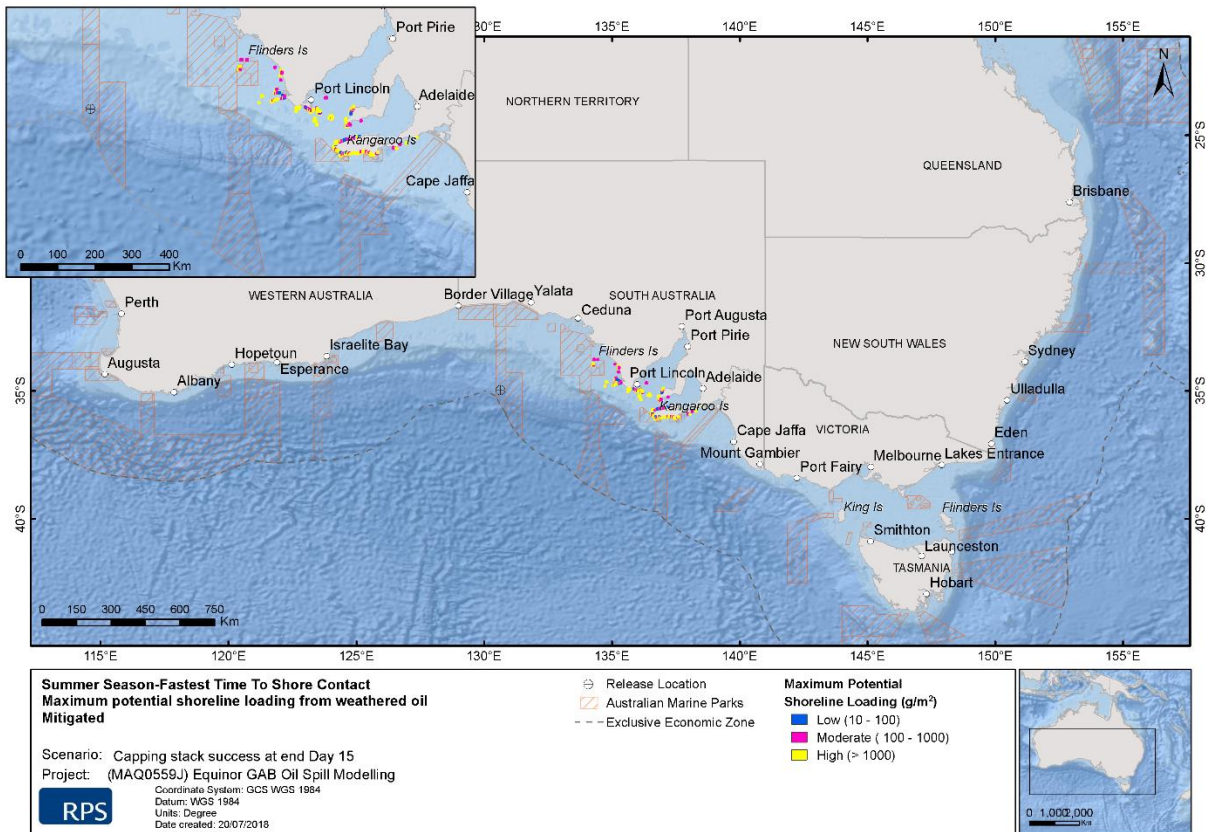 130°E
135°E
140°E
145°E
150°E
155°E
Port Pirie
Flinders Is
Port Lincoln
Adelaide
Kangaroo Is
Cape Jaffa
0 100 200 300 400
Km
N
NORTHERN TERRITORY
QUEENSLAND
Brisbane
25°S
30°S
25°S
30°S
WESTERN AUSTRALIA
Perth
Border Village
Yalata
SOUTH AUSTRALIA
Ceduna
Port Augusta
Port Pirie
NEW SOUTH WALES
Augusta
Hopetoun
Israelite Bay
Esperance
Albany
Flinders Is
Port Lincoln
Adelaide
Kangaroo Is
Sydney
Ulladulla
35°S
35°S
Cape Jaffa
VICTORIA
Eden
Mount Gambier
Melbourne
Lakes Entrance
Port Fairy
King Is
Flinders Is
40°S
40°S
Smithton
Launceston
TASMANIA
Hobart
0 150 300 450 600 750
Km
115°E
120°E
125°E
130°E
135°E
140°E
145°E
150°E
155°E
Summer Season-Fastest Time To Shore Contact
Maximum potential shoreline loading from weathered oil
Mitigated
Scenario: Capping stack success at end Day 15
Project: (MAQ0559J) Equinor GAB Oil Spill Modelling
RPS
Coordinate System: GCS WGS 1984
Datum: WGS 1984
Units: Degree
Date created: 20/07/2018
Release Location
Australian Marine Parks
Exclusive Economic Zone
Maximum Potential
Shoreline Loading (g/m²)
Low (10 - 100)
Moderate ( 100 - 1000)
High (> 1000)
0 1,000 2,000
Km